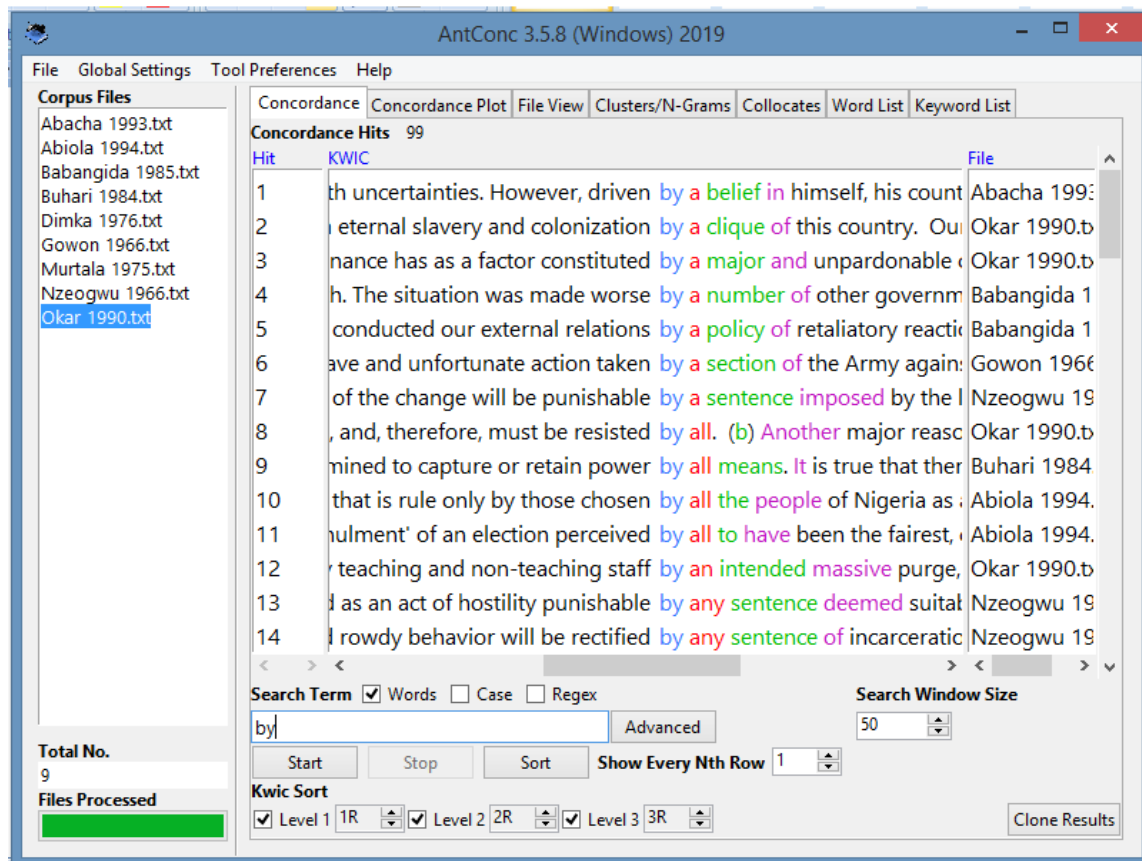 AntConc 3.5.8 (Windows) 2019
File Global Settings Tool Preferences Help
Corpus Files
Abacha 1993.txt
Abiola 1994.txt
Babangida 1985.txt
Buhari 1984.txt
Dimka 1976.txt
Gowon 1966.txt
Murtala 1975.txt
Nzeogwu 1966.txt
Okar 1990.txt
Total No.
9
Files Processed
Concordance Concordance Plot File View Clusters/N-Grams Collocates Word List Keyword List
Concordance Hits 99
Hit KWIC File
1 th uncertainties. However, driven by a belief in himself, his count Abacha 199
2 eternal slavery and colonization by a clique of this country. Ou Okar 1990.t
3 nance has as a factor constituted by a major and unpardonable Okar 1990.t
4 h. The situation was made worse by a number of other governm Babangida 1
5 conducted our external relations by a policy of retaliatory reacti Babangida 1
6 ave and unfortunate action taken by a section of the Army again Gowon 1966
7 of the change will be punishable by a sentence imposed by the l Nzeogwu 19
8 , and, therefore, must be resisted by all. (b) Another major reaso Okar 1990.t
9 mined to capture or retain power by all means. It is true that ther Buhari 1984
10 that is rule only by those chosen by all the people of Nigeria as Abiola 1994.
11 nulment' of an election perceived by all to have been the fairest, Abiola 1994.
12 teaching and non-teaching staff by an intended massive purge, Okar 1990.t
13 d as an act of hostility punishable by any sentence deemed suitab Nzeogwu 19
14 d rowdy behavior will be rectified by any sentence of incarceratio Nzeogwu 19
Search Term Words Case Regex Search Window Size
by Advanced 50
Start Stop Sort Show Every Nth Row 1
Kwic Sort
Level 1 1R Level 2 2R Level 3 3R Clone Results